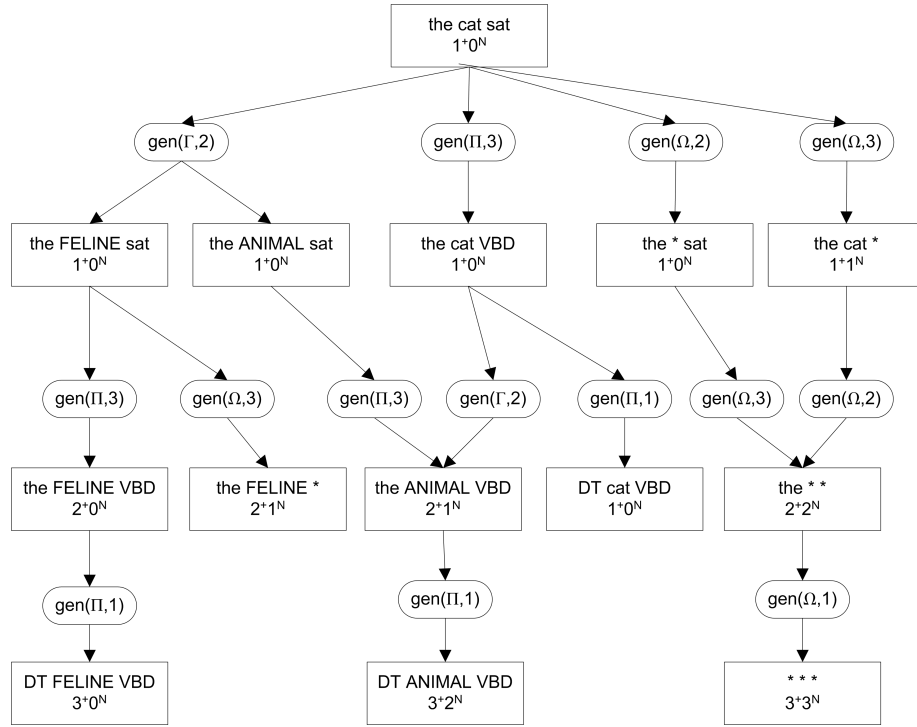 the cat sat
1⁺0ᴺ
gen(Γ,2)
gen(Π,3)
gen(Ω,2)
gen(Ω,3)
the FELINE sat
1⁺0ᴺ
the ANIMAL sat
1⁺0ᴺ
the cat VBD
1⁺0ᴺ
the * sat
1⁺0ᴺ
the cat *
1⁺1ᴺ
gen(Π,3)
gen(Ω,3)
gen(Π,3)
gen(Γ,2)
gen(Π,1)
gen(Ω,3)
gen(Ω,2)
the FELINE VBD
2⁺0ᴺ
the FELINE *
2⁺1ᴺ
the ANIMAL VBD
2⁺1ᴺ
DT cat VBD
1⁺0ᴺ
the * *
2⁺2ᴺ
gen(Π,1)
gen(Π,1)
gen(Ω,1)
DT FELINE VBD
3⁺0ᴺ
DT ANIMAL VBD
3⁺2ᴺ
* * *
3⁺3ᴺ